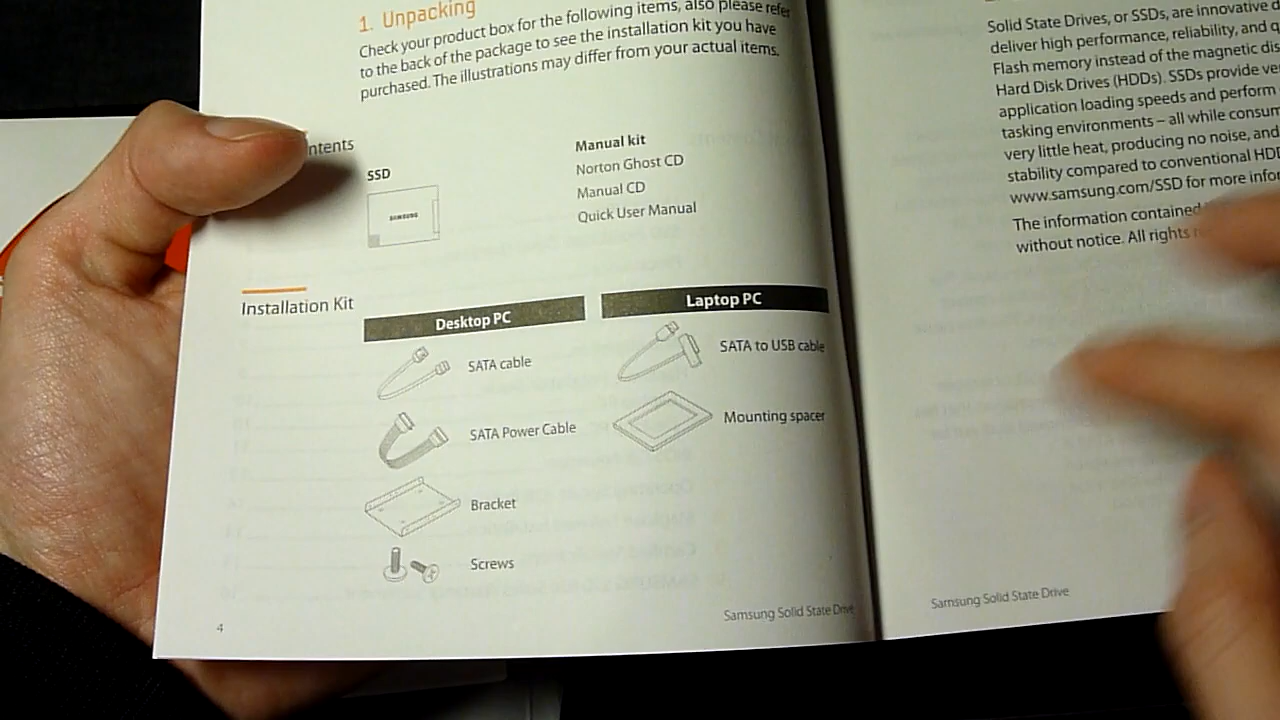 1. Unpacking
Check your product box for the following items, also please refer
to the back of the package to see the installation kit you have
purchased. The illustrations may differ from your actual items.
SSD
SAMSUNG
Manual kit
Norton Ghost CD
Manual CD
Quick User Manual
Installation Kit
Desktop PC
SATA cable
SATA Power Cable
Bracket
Screws
Laptop PC
SATA to USB cable
Mounting spacer
4
Samsung Solid State Drive
Solid State Drives, or SSDs, are innovative
deliver high performance, reliability, and
Flash memory instead of the magnetic
Hard Disk Drives (HDDs). SSDs provide
application loading speeds and perform
tasking environments – all while
very little heat, producing no noise, and
stability compared to conventional
www.samsung.com/SSD for more
The information contained
without notice. All rights
Samsung Solid State Drive